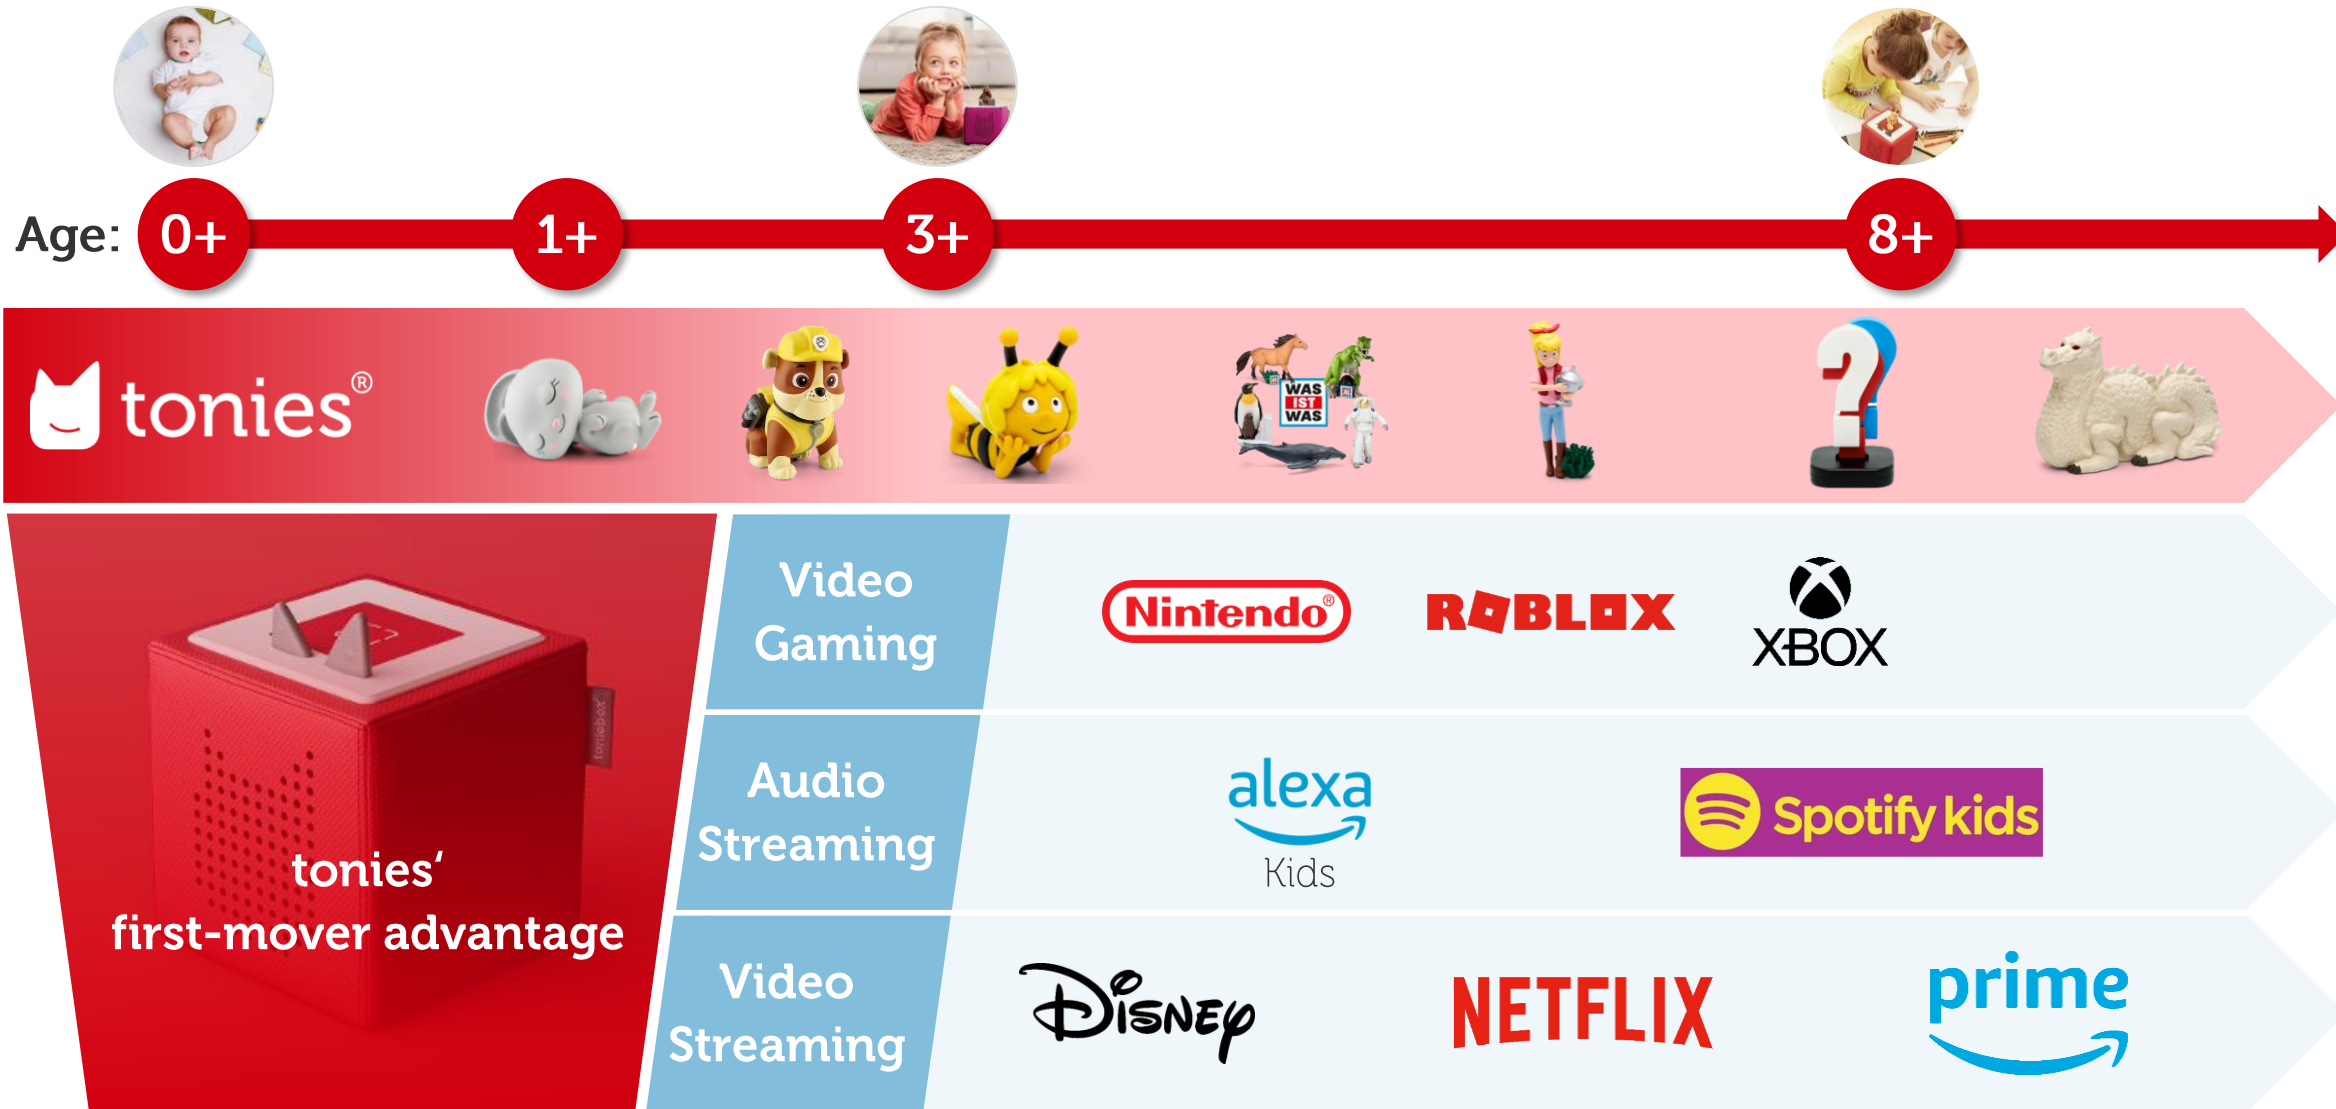 Age: 0+ 1+ 3+ 8+
tonies®
WAS
IST
WAS
?
toniebox
tonies‘
first-mover advantage
Video
Gaming
Nintendo®
ROBLOX
XBOX
Audio
Streaming
alexa
Kids
Spotify kids
Video
Streaming
Disney
NETFLIX
prime